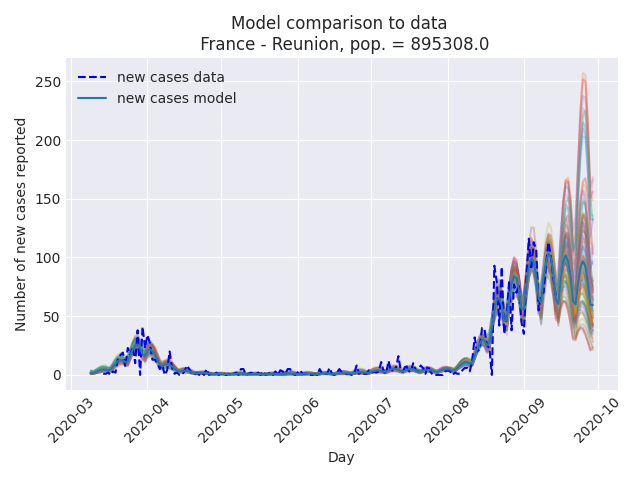 Model comparison to data
France - Reunion, pop. = 895308.0
new cases data
new cases model
250
200
150
100
50
0
Number of new cases reported
2020-03
2020-04
2020-05
2020-06
2020-07
2020-08
2020-09
2020-10
Day